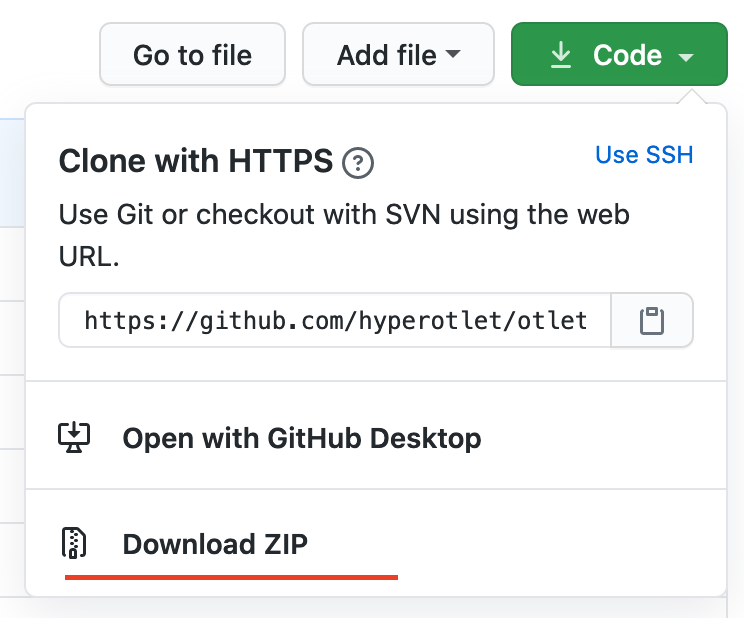 Go to file
Add file
Code
Clone with HTTPS
Use SSH
Use Git or checkout with SVN using the web
URL.
https://github.com/hyperotlet/otlet
Open with GitHub Desktop
Download ZIP